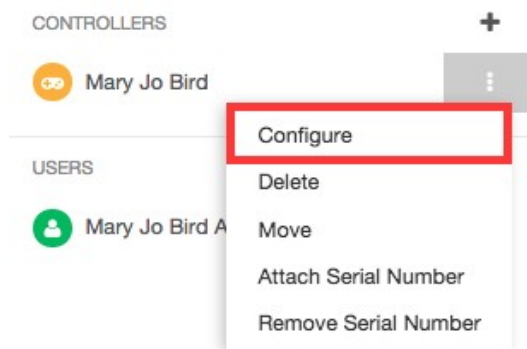 CONTROLLERS
Mary Jo Bird
Configure
USERS
Delete
Mary Jo Bird A
Move
Attach Serial Number
Remove Serial Number